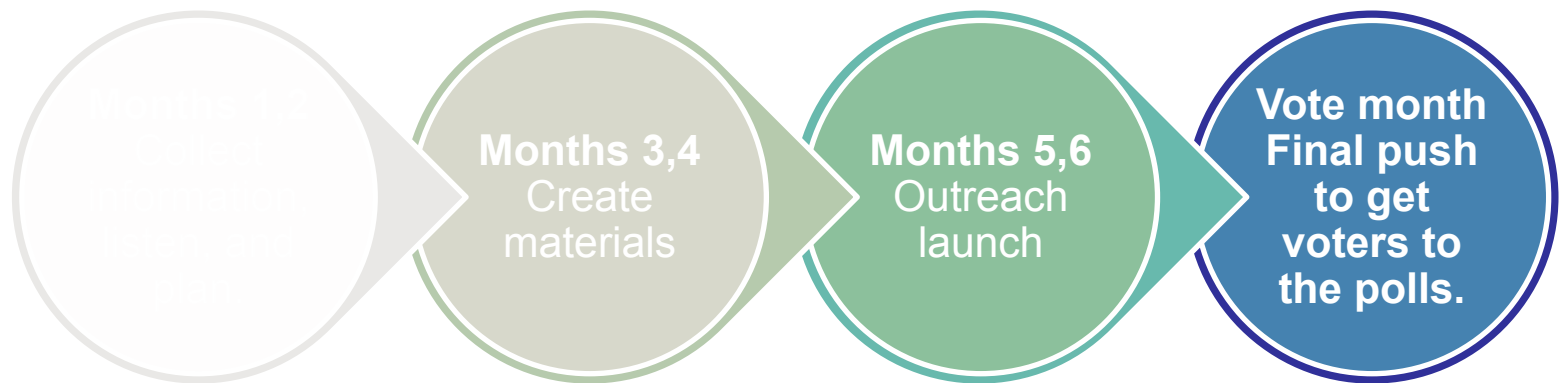 Months 1,2
Collect
information,
listen, and
plan.
Months 3,4
Create
materials
Months 5,6
Outreach
launch
Vote month
Final push
to get
voters to
the polls.